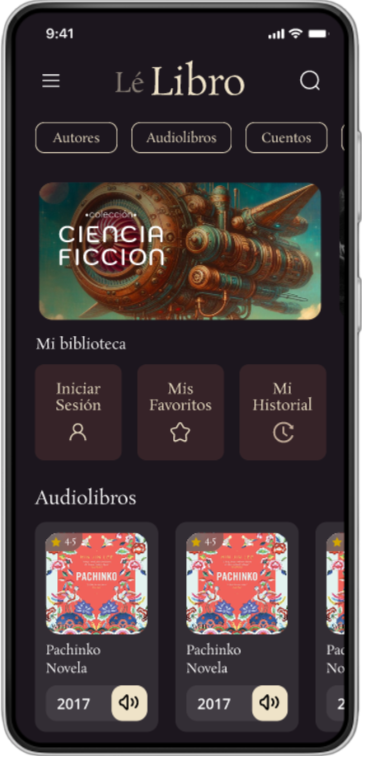 9:41
Lé Libro
Autores
Audiolibros
Cuentos
•colección•
CIENCIA
FICCION
Mi biblioteca
Iniciar
Sesión
Mis
Favoritos
Mi
Historial
Audiolibros
4.5
4.5
PACHINKO
PACHINKO
Pachinko
Novela
Pachinko
Novela
Pac
No
2017
2017
2